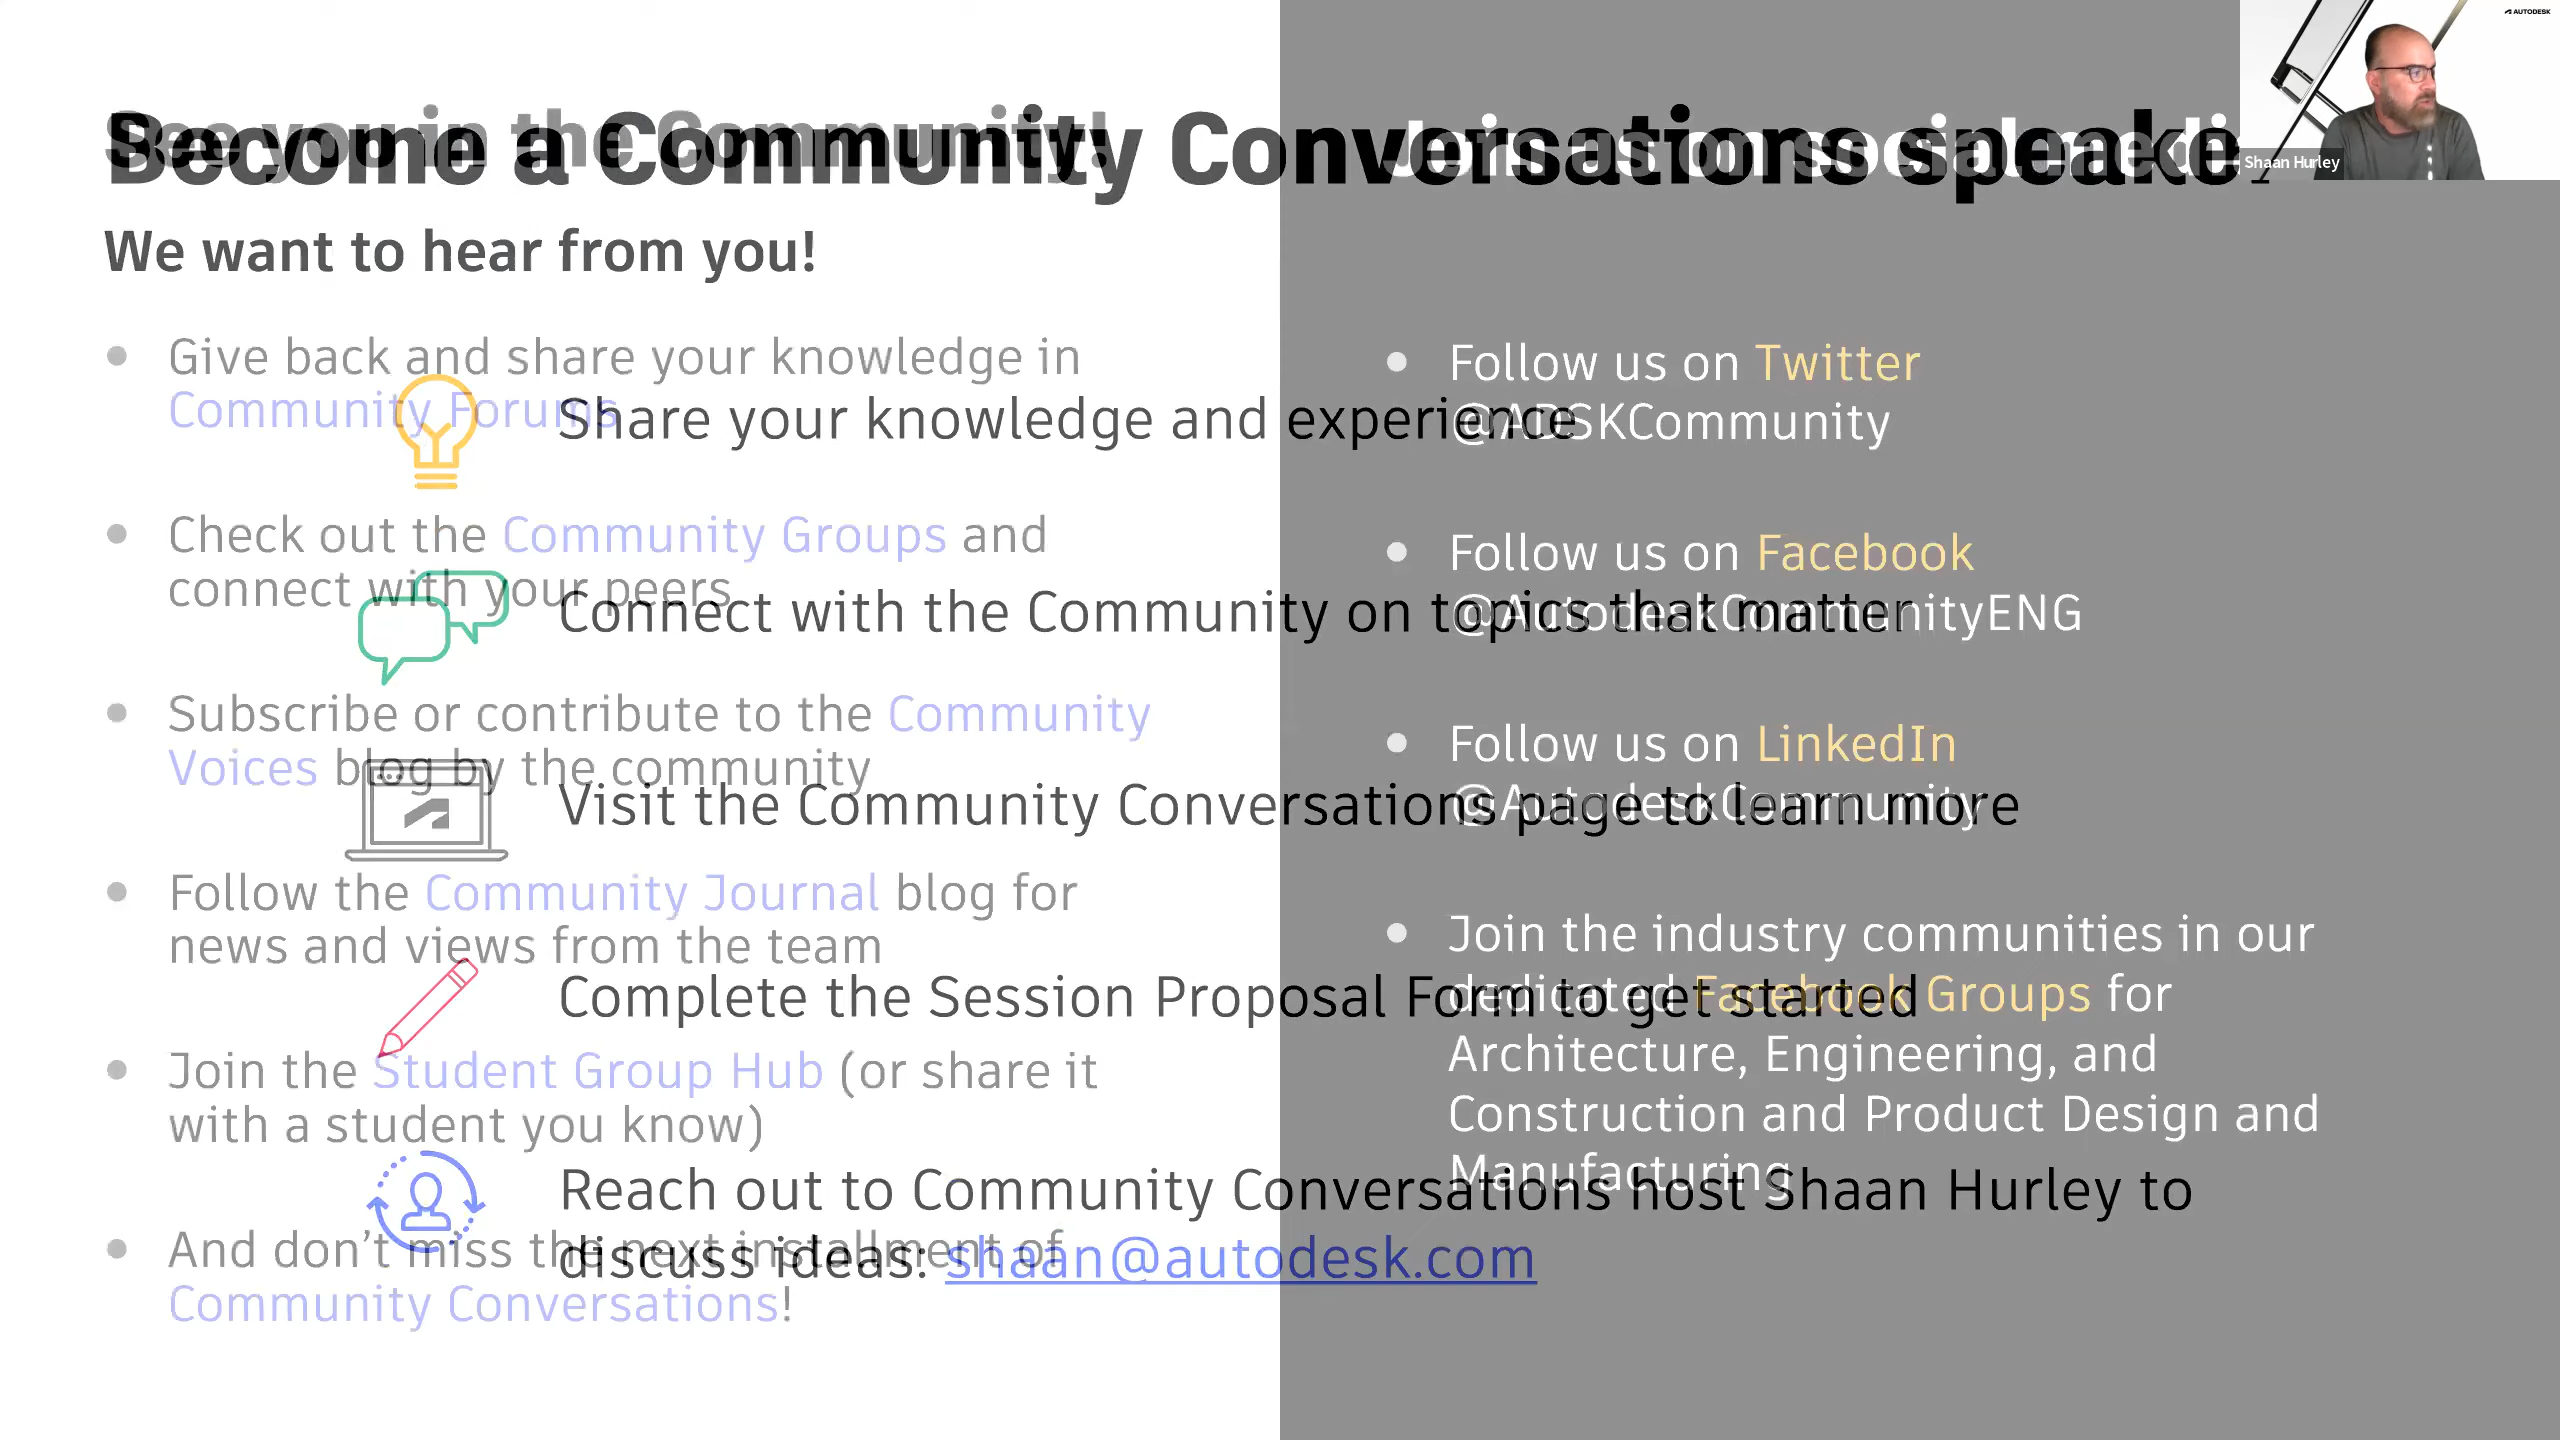 AUTODESK
Shaan Hurley
Become a Community Conversations speaker
We want to hear from you!
Share your knowledge and experience
Connect with the Community on topics that matter
Visit the Community Conversations page to learn more
Complete the Session Proposal Form to get started
Reach out to Community Conversations host Shaan Hurley to
discuss ideas: shaan@autodesk.com
See you in the Community!
Give back and share your knowledge in
Community Forums
Check out the Community Groups and
connect with your peers
Subscribe or contribute to the Community
Voices blog by the community
Follow the Community Journal blog for
news and views from the team
Join the Student Group Hub (or share it
with a student you know)
And don’t miss the next installment of
Community Conversations!
Join us on social medi
Follow us on Twitter
@ADSKCommunity
Follow us on Facebook
@AutodeskCommunityENG
Follow us on LinkedIn
@AutodeskCommunity
Join the industry communities in our
dedicated Facebook Groups for
Architecture, Engineering, and
Construction and Product Design and
Manufacturing